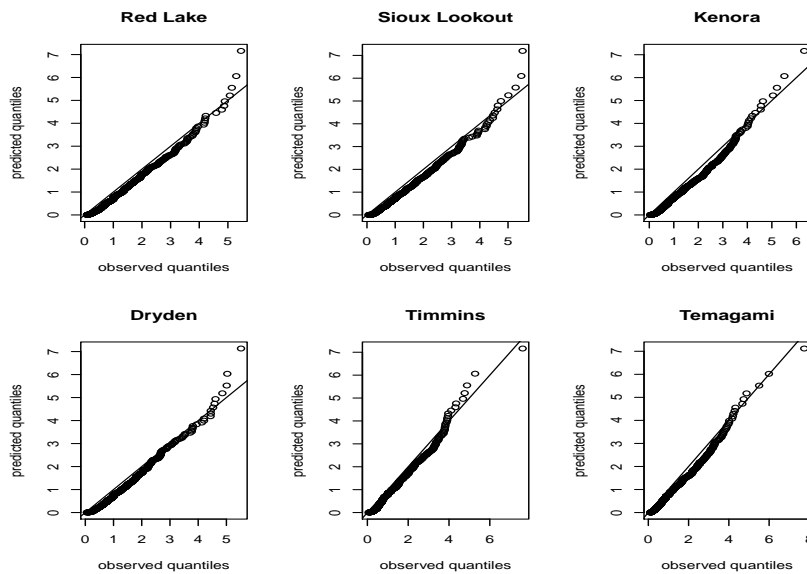 Red Lake
Sioux Lookout
Kenora
predicted quantiles
0 1 2 3 4 5 6 7
0 1 2 3 4 5
observed quantiles
predicted quantiles
0 1 2 3 4 5 6 7
0 1 2 3 4 5
observed quantiles
predicted quantiles
0 1 2 3 4 5 6 7
0 1 2 3 4 5 6
observed quantiles
Dryden
Timmins
Temagami
predicted quantiles
0 1 2 3 4 5 6 7
0 1 2 3 4 5
observed quantiles
predicted quantiles
0 1 2 3 4 5 6 7
0 2 4 6
observed quantiles
predicted quantiles
0 1 2 3 4 5 6 7
0 2 4 6 8
observed quantiles